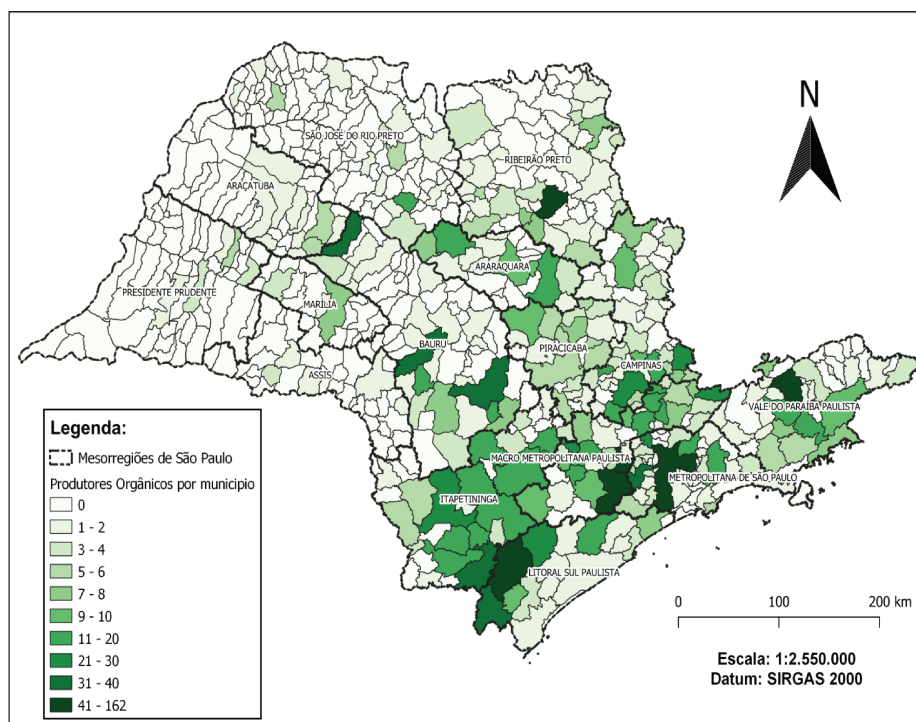 N
SÃO JOSÉ DO RIO PRETO
RIBEIRÃO PRETO
ARAÇATUBA
ARARAQUARA
PRESIDENTE PRUDENTE
MARÍLIA
BAURU
PIRACICABA
CAMPINAS
ASSIS
VALE DO PARAIBA PAULISTA
MACRO METROPOLITANA PAULISTA
METROPOLITANA DE SÃO PAULO
ITAPETININGA
LITORAL SUL PAULISTA
Legenda:
Mesorregiões de São Paulo
Produtores Orgânicos por municipio
0
1 - 2
3 - 4
5 - 6
7 - 8
9 - 10
11 - 20
21 - 30
31 - 40
41 - 162
0 100 200 km
Escala: 1:2.550.000
Datum: SIRGAS 2000